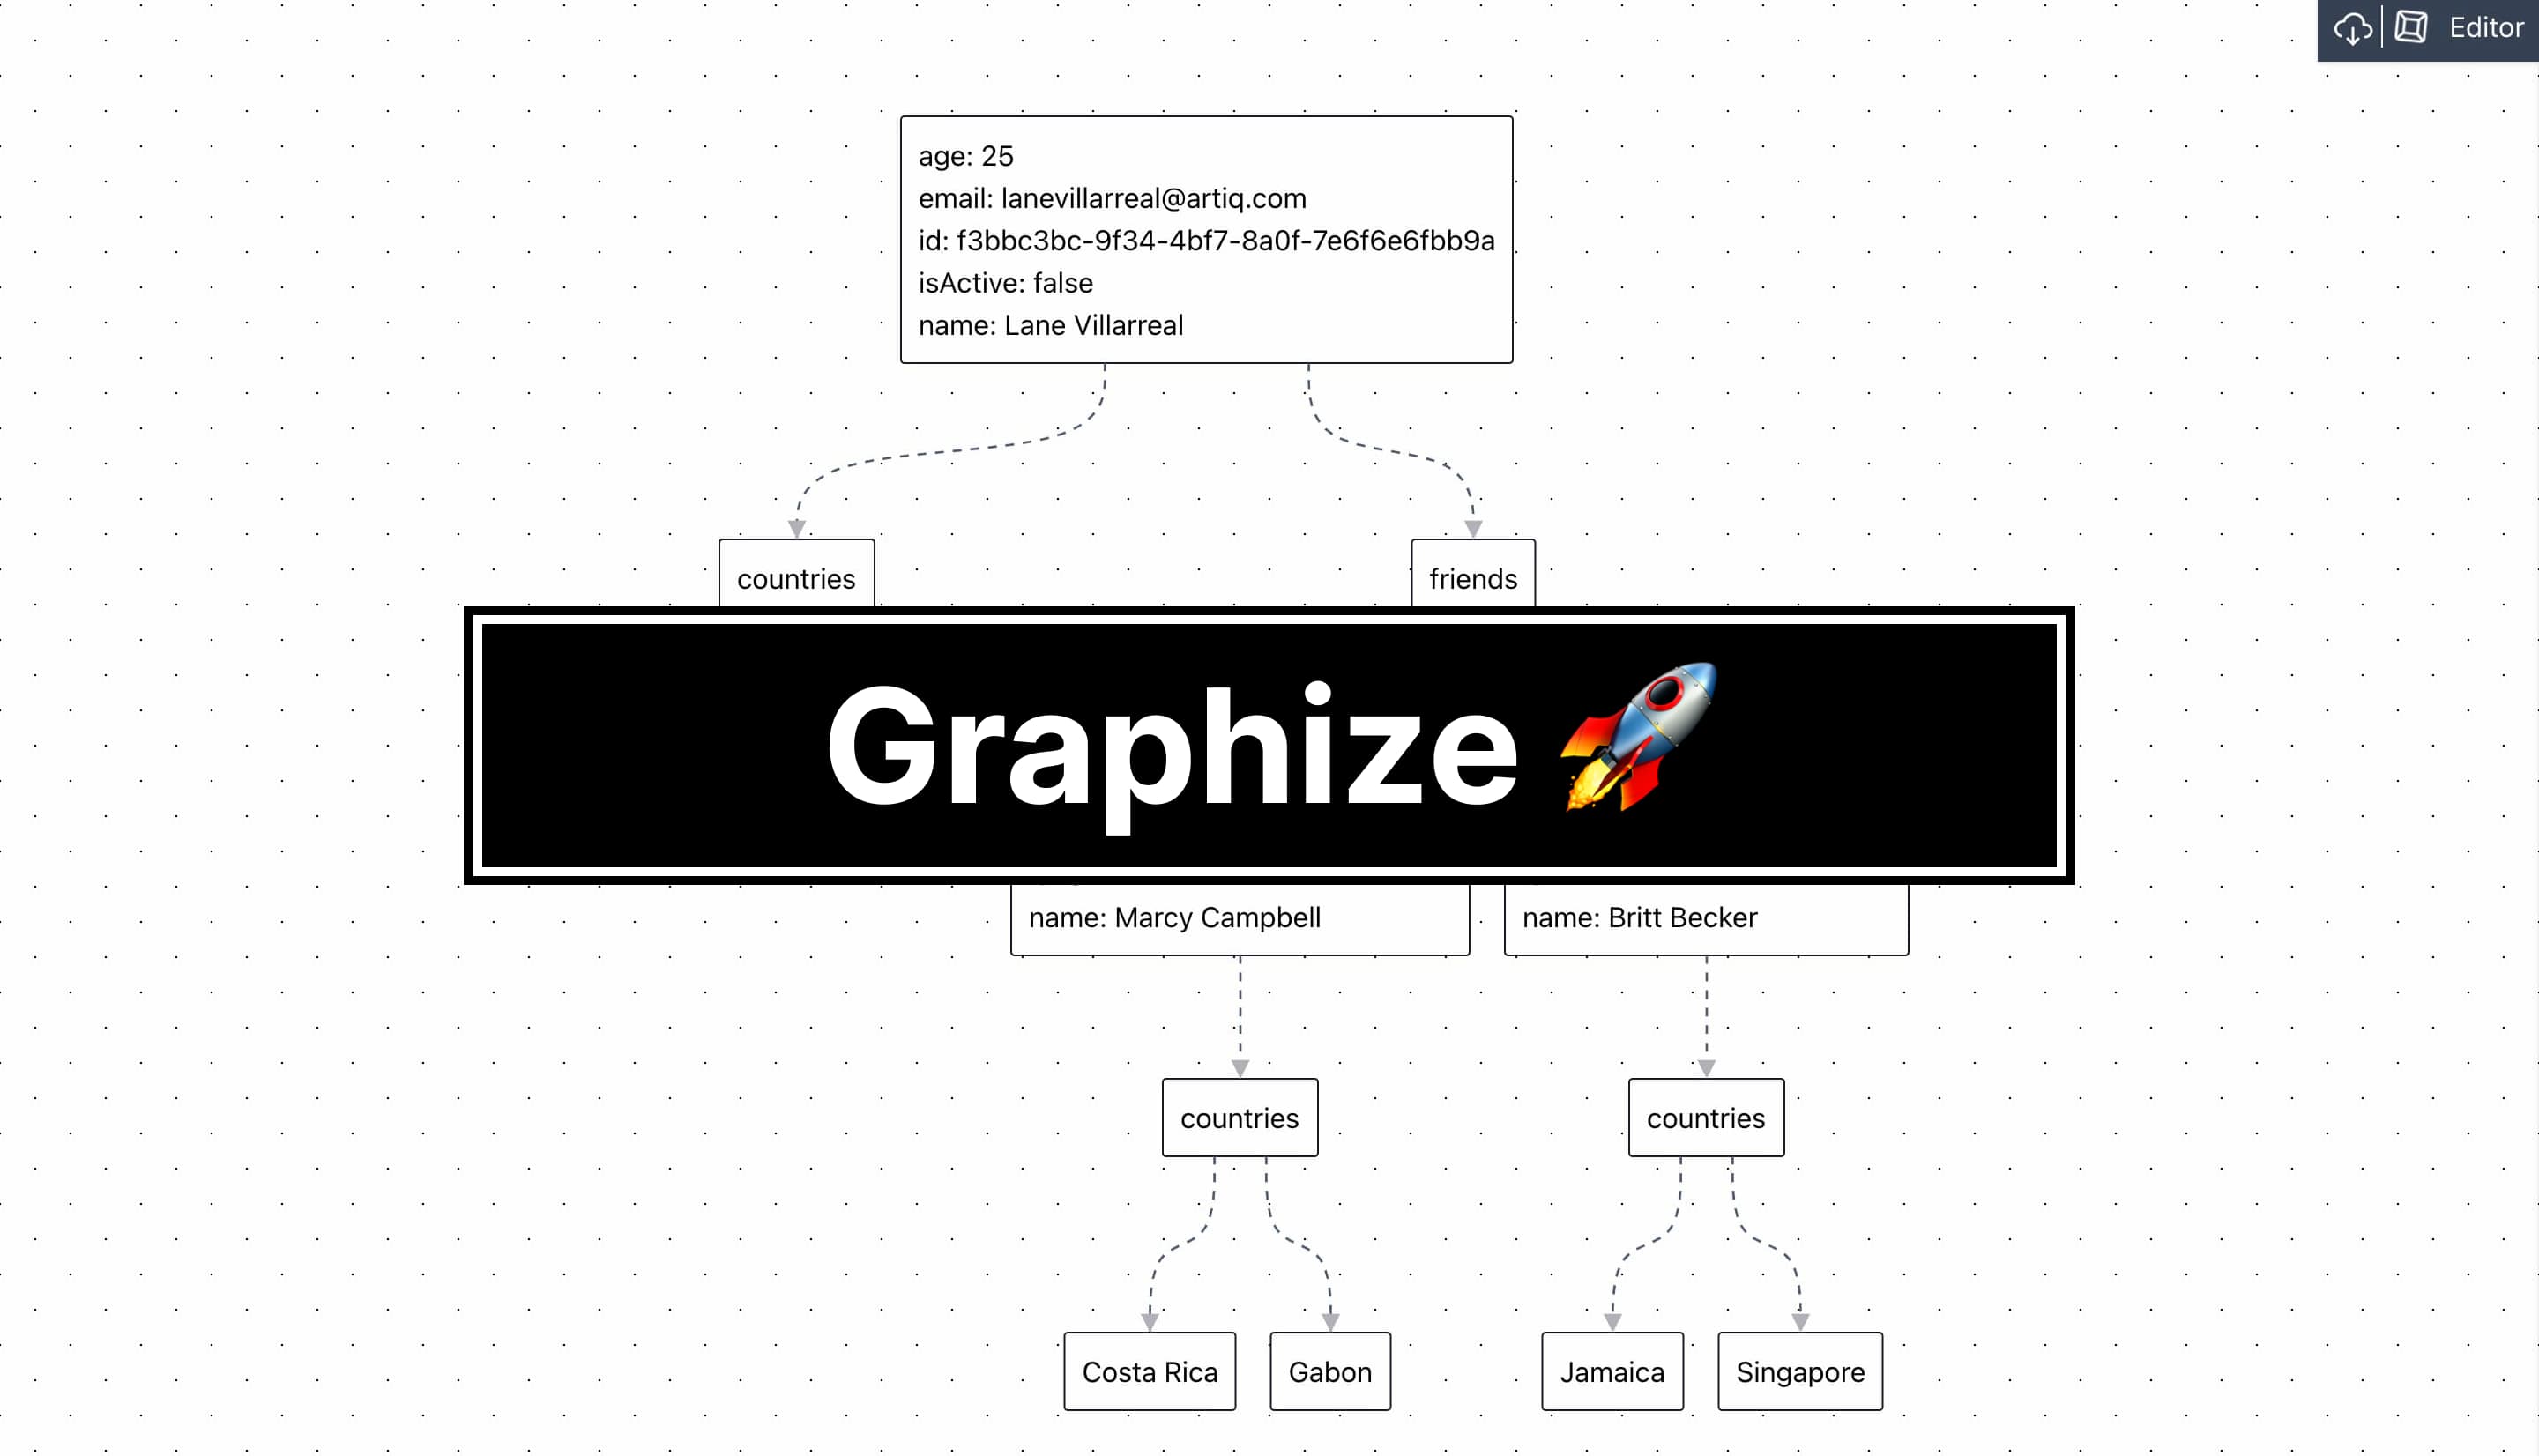 Editor
age: 25
email: lanevillarreal@artiq.com
id: f3bbc3bc-9f34-4bf7-8a0f-7e6f6e6fbb9a
isActive: false
name: Lane Villarreal
countries
friends
Graphize 🚀
name: Marcy Campbell
name: Britt Becker
countries
countries
Costa Rica
Gabon
Jamaica
Singapore